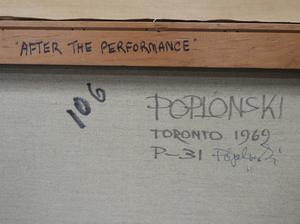 "AFTER THE PERFORMANCE"
106
POPLONSKI
TORONTO 1969
P-31